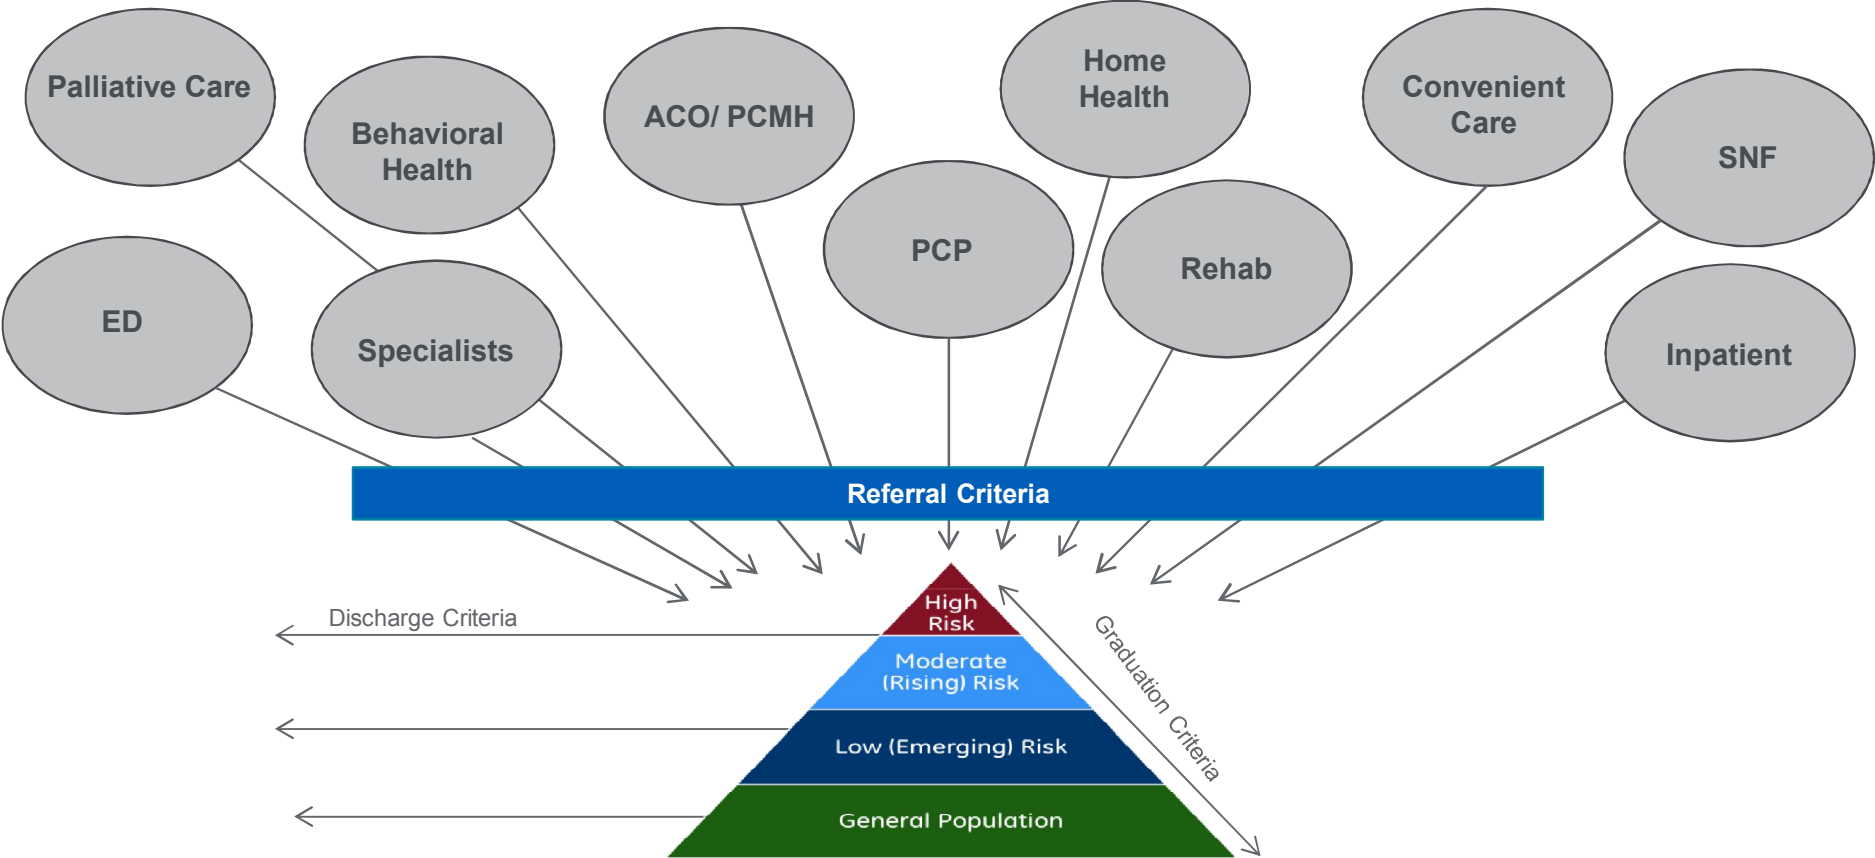 Palliative Care
Behavioral
Health
ACO/ PCMH
Home
Health
Convenient
Care
SNF
PCP
Rehab
ED
Specialists
Inpatient
Referral Criteria
Discharge Criteria
High
Risk
Graduation Criteria
Moderate
(Rising) Risk
Low (Emerging) Risk
General Population